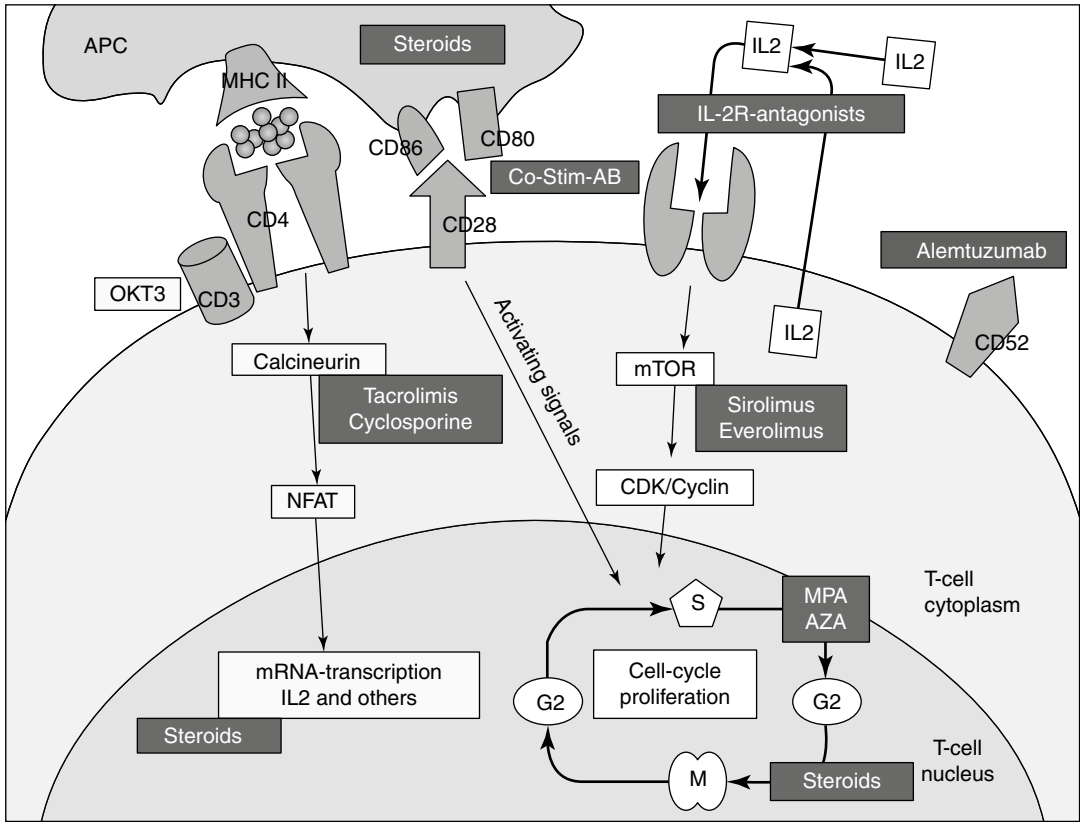 APC
Steroids
MHC II
IL2
IL2
IL-2R-antagonists
CD86
CD80
Co-Stim-AB
CD4
CD28
Alemtuzumab
OKT3
CD3
IL2
CD52
Calcineurin
Activating signals
mTOR
Tacrolimis
Cyclosporine
Sirolimus
Everolimus
NFAT
CDK/Cyclin
T-cell
cytoplasm
S
MPA
AZA
mRNA-transcription
IL2 and others
Cell-cycle
proliferation
G2
G2
Steroids
T-cell
nucleus
M
Steroids